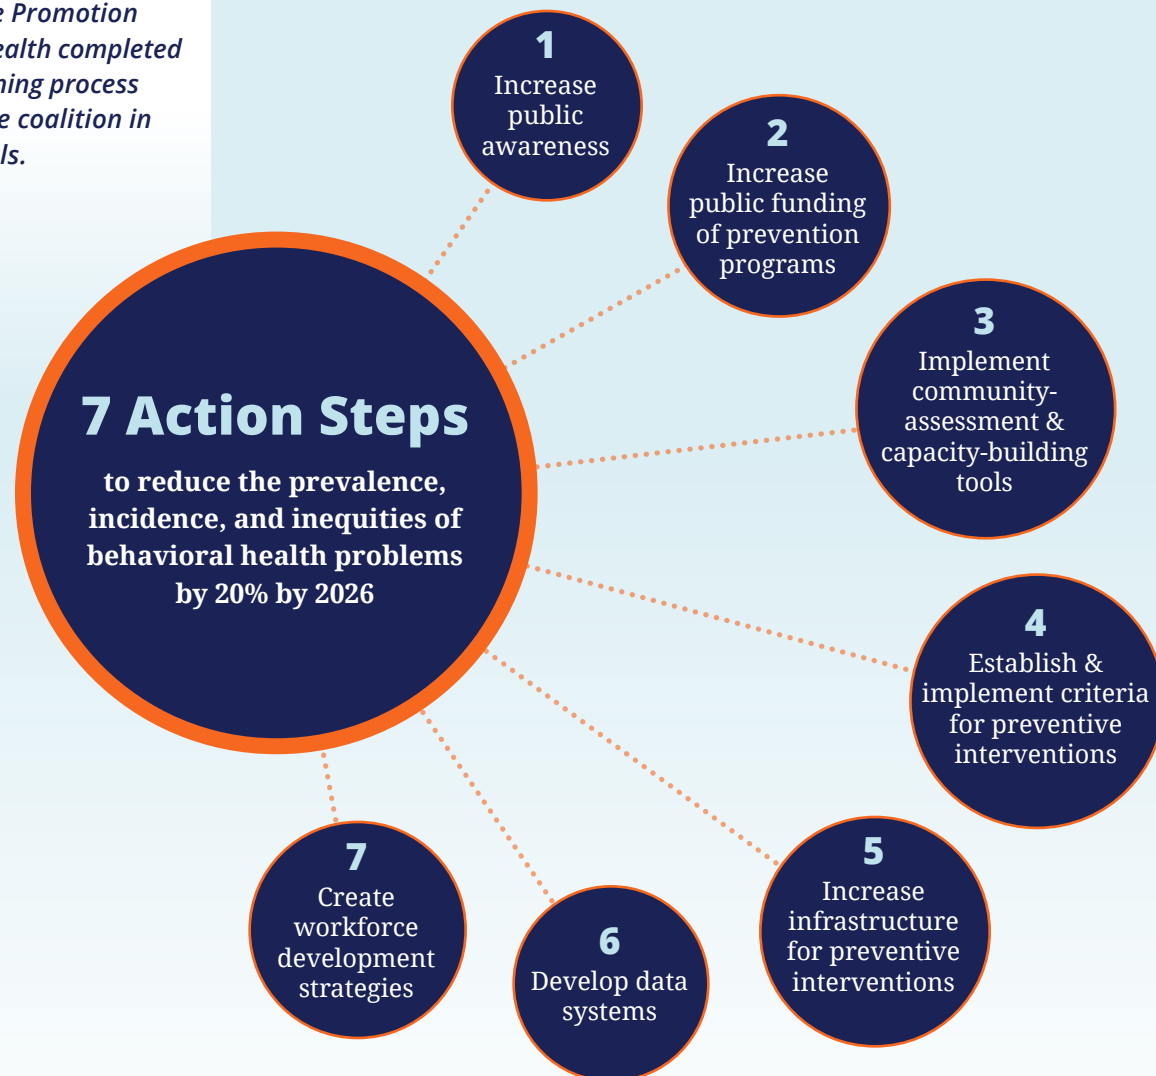 e Promotion
ealth completed
ning process
e coalition in
ls.
1
Increase
public
awareness
2
Increase
public funding
of prevention
programs
3
Implement
community-
assessment &
capacity-building
tools
7 Action Steps
to reduce the prevalence,
incidence, and inequities of
behavioral health problems
by 20% by 2026
4
Establish &
implement criteria
for preventive
interventions
5
Increase
infrastructure
for preventive
interventions
6
Develop data
systems
7
Create
workforce
development
strategies